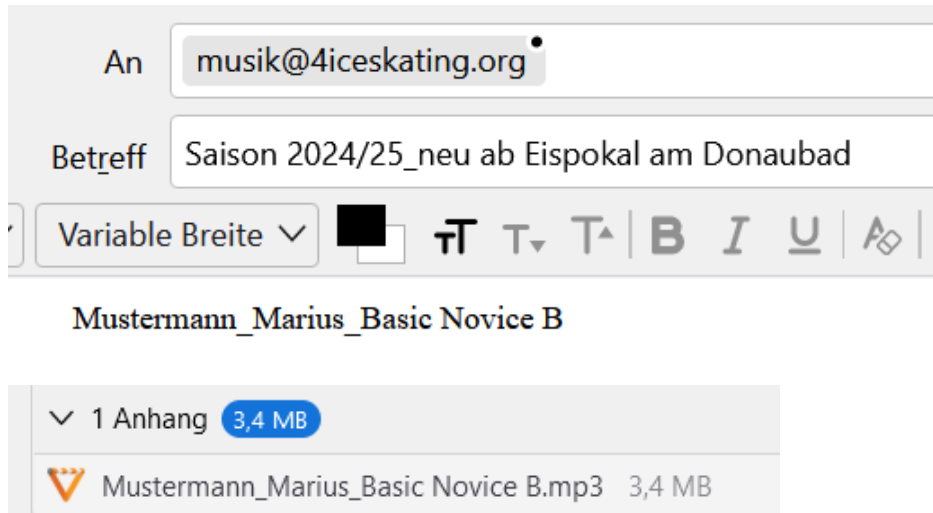 An musik@4iceskating.org
Betreff Saison 2024/25_neu ab Eispokal am Donaubad
Variable Breite TT T T B I U A
Mustermann_Marius_Basic Novice B
1 Anhang 3,4 MB
Mustermann_Marius_Basic Novice B.mp3 3,4 MB